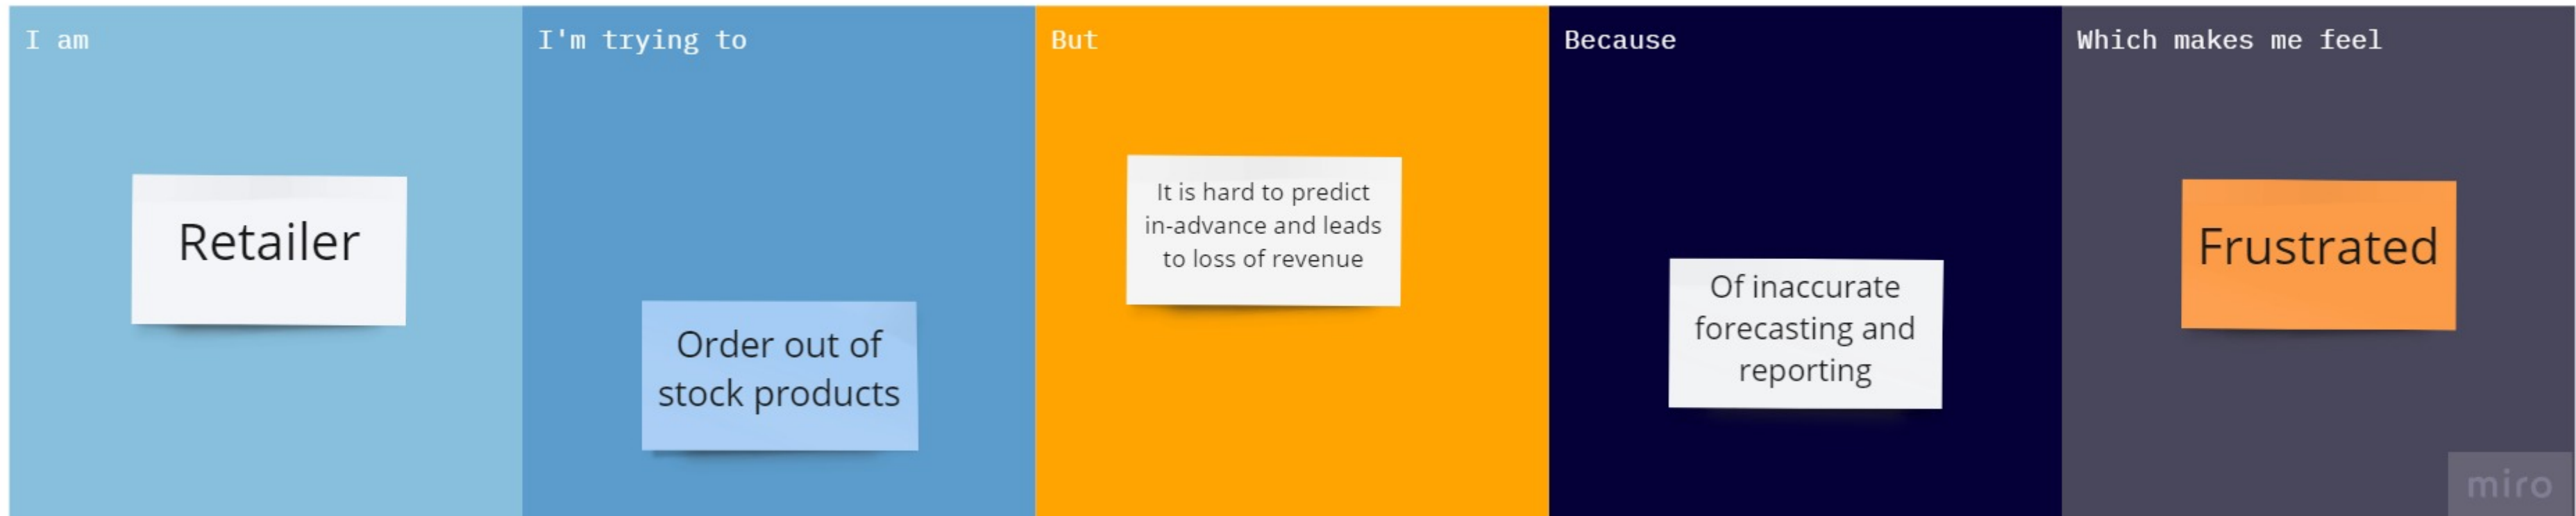 I am
Retailer
I'm trying to
Order out of
stock products
But
It is hard to predict
in-advance and leads
to loss of revenue
Because
Of inaccurate
forecasting and
reporting
Which makes me feel
Frustrated
miro